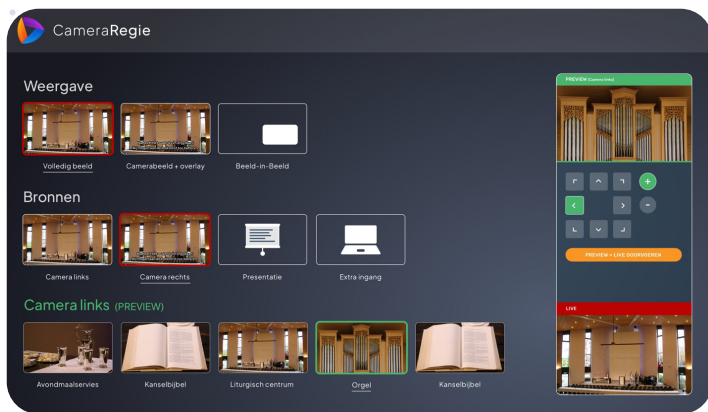 CameraRegie
Weergave
Volledig beeld
Camerabeeld + overlay
Beeld-in-Beeld
Bronnen
Camera links
Camera rechts
Presentatie
Extra ingang
Camera links (PREVIEW)
Avondmaalservies
Kanselbijbel
Liturgisch centrum
Orgel
Kanselbijbel
PREVIEW (Camera links)
PREVIEW > LIVE DOORVOEREN
LIVE